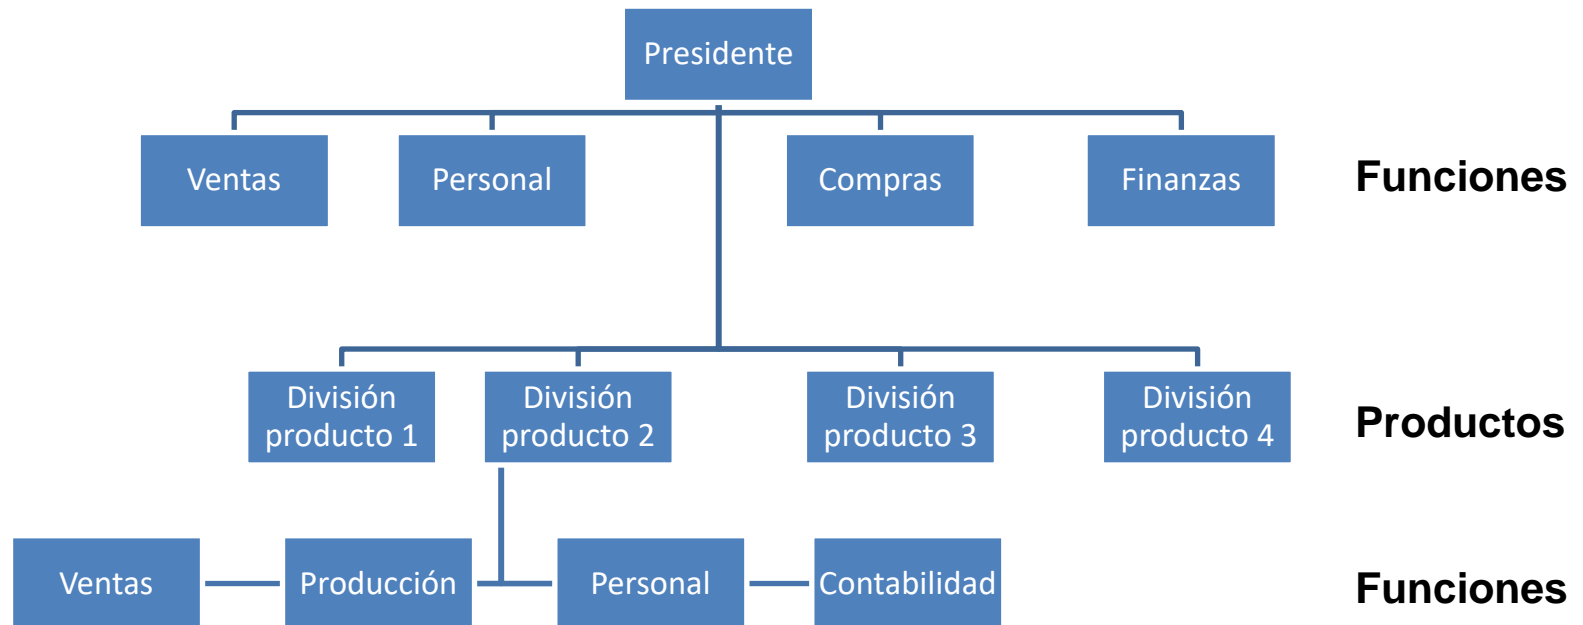 Presidente
Ventas
Personal
Compras
Finanzas
Funciones
División
producto 1
División
producto 2
División
producto 3
División
producto 4
Productos
Ventas
Producción
Personal
Contabilidad
Funciones